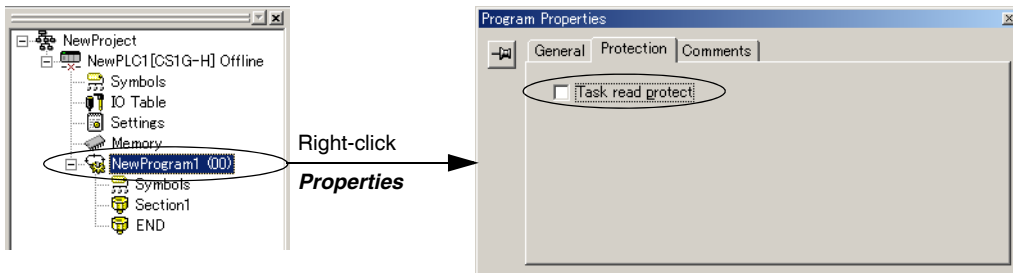 NewProject
NewPLC1[CS1G-H] Offline
Symbols
IO Table
Settings
Memory
NewProgram1 (00)
Symbols
Section1
END
Right-click
Properties
Program Properties
General Protection Comments
Task read protect